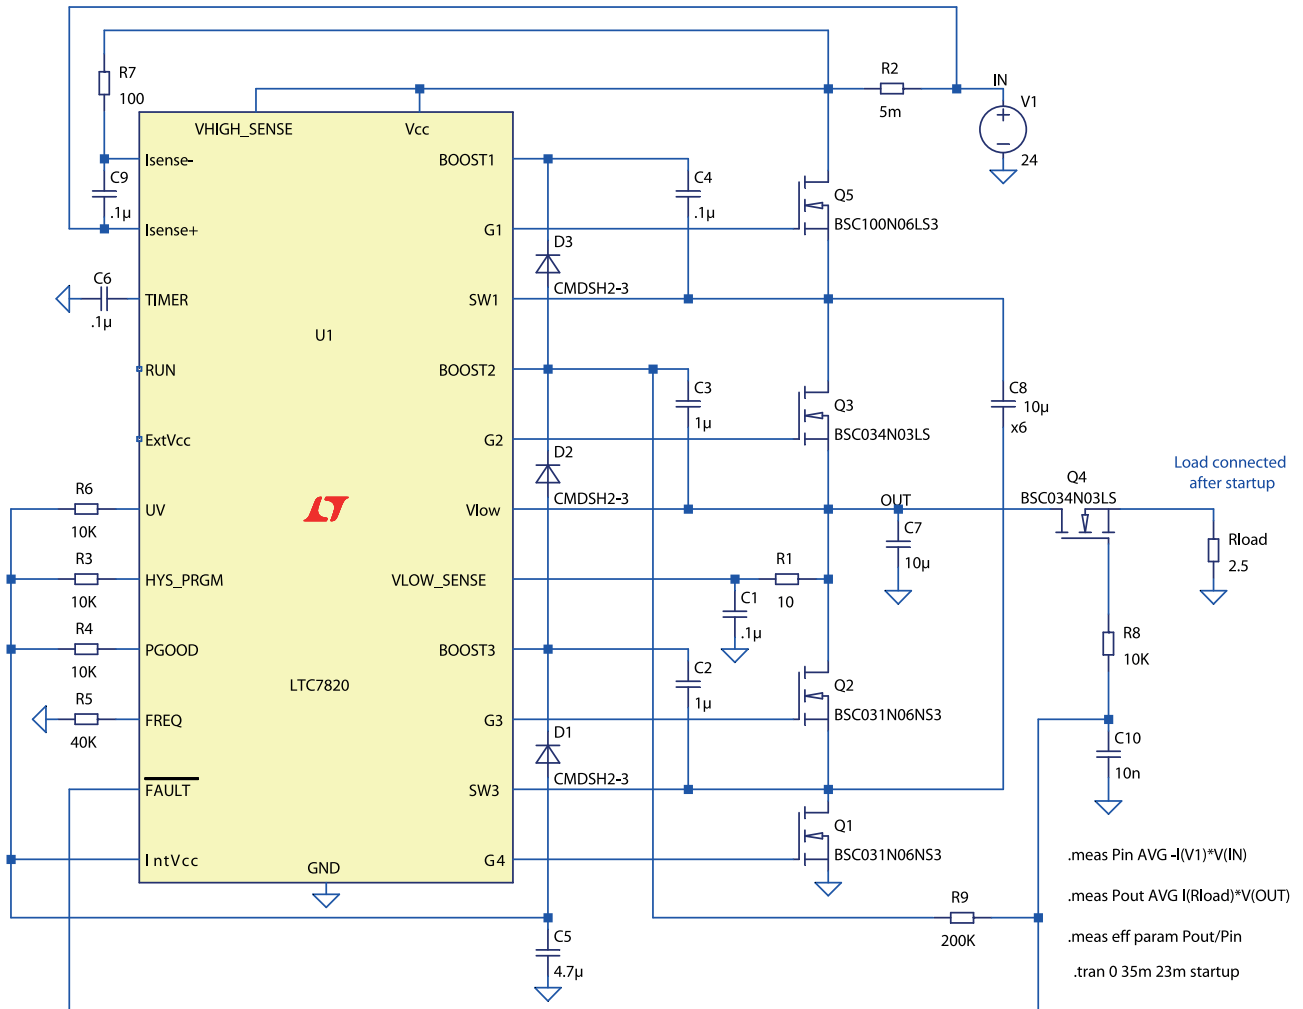 IN
R2
5m
V1
24
R7
100
VHIGH_SENSE
Vcc
Isense-
BOOST1
C9
.1µ
C4
.1µ
Q5
BSC100N06LS3
Isense+
G1
D3
CMDSH2-3
C6
.1µ
TIMER
SW1
U1
RUN
BOOST2
C3
1µ
Q3
BSC034N03LS
C8
10µ
x6
ExtVcc
G2
D2
CMDSH2-3
Load connected
after startup
Q4
BSC034N03LS
R6
10K
UV
Vlow
OUT
C7
10µ
Rload
2.5
R3
10K
HYS_PRGM
VLOW_SENSE
R1
10
C1
.1µ
R4
10K
PGOOD
BOOST3
C2
1µ
R8
10K
LTC7820
Q2
BSC031N06NS3
R5
40K
FREQ
G3
D1
CMDSH2-3
C10
10n
FAULT
SW3
Q1
BSC031N06NS3
IntVcc
GND
G4
R9
200K
C5
4.7µ
.meas Pin AVG -I(V1)*V(IN)
.meas Pout AVG I(Rload)*V(OUT)
.meas eff param Pout/Pin
.tran 0 35m 23m startup